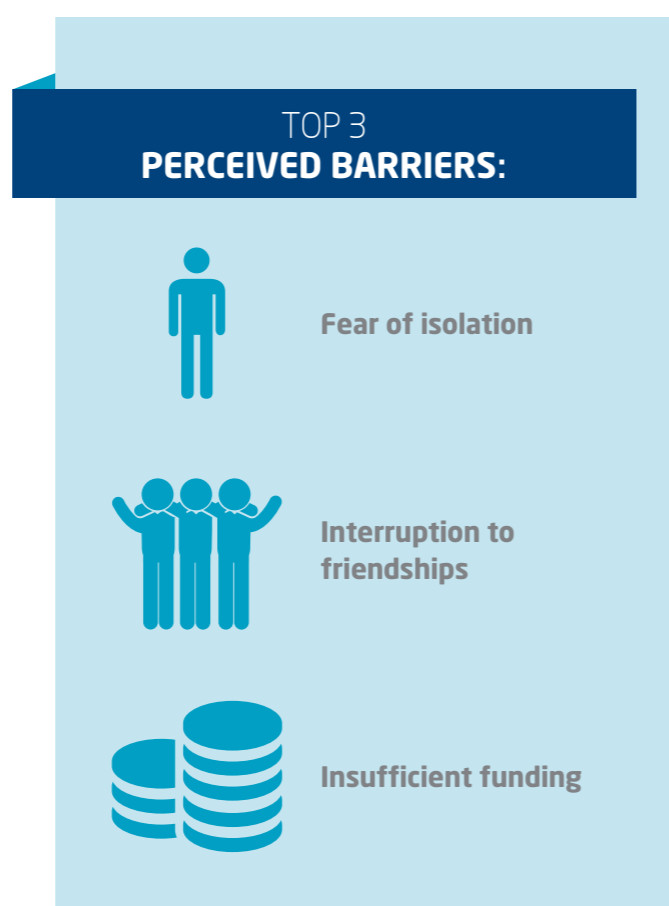 TOP 3
PERCEIVED BARRIERS:
Fear of isolation
Interruption to
friendships
Insufficient funding